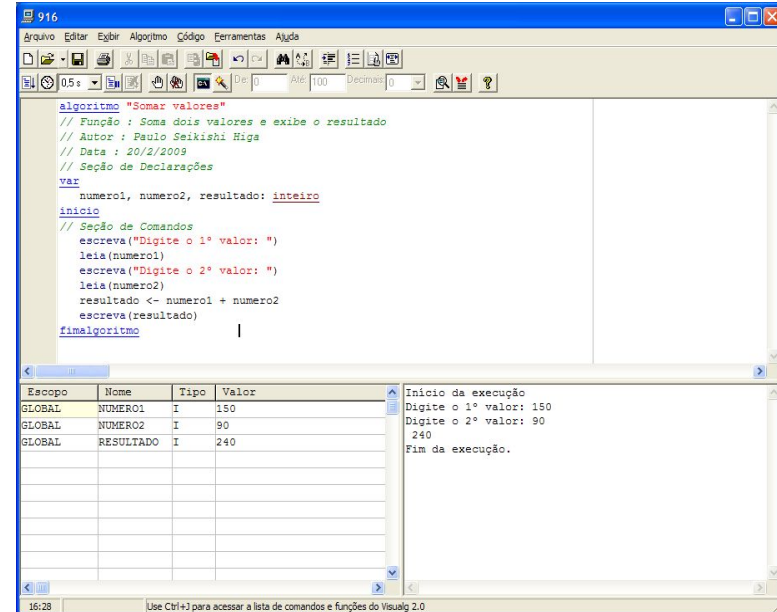 916
Arquivo Editar Exibir Algoritmo Código Ferramentas Ajuda
0,5 s De: 0 Até: 100 Decimais: 0
algoritmo "Somar valores"
// Função : Soma dois valores e exibe o resultado
// Autor : Paulo Seikishi Higa
// Data : 20/2/2009
// Seção de Declarações
var
numero1, numero2, resultado: inteiro
inicio
// Seção de Comandos
escreva("Digite o 1º valor: ")
leia(numero1)
escreva("Digite o 2º valor: ")
leia(numero2)
resultado <- numero1 + numero2
escreva(resultado)
fimalgoritmo
Escopo Nome Tipo Valor
GLOBAL NUMERO1 I 150
GLOBAL NUMERO2 I 90
GLOBAL RESULTADO I 240
Início da execução
Digite o 1º valor: 150
Digite o 2º valor: 90
240
Fim da execução.
16:28 Use Ctrl+J para acessar a lista de comandos e funções do Visualg 2.0